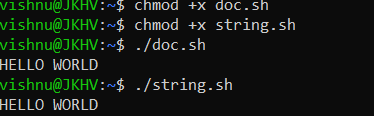 vishnu@JKHV:~$ chmod +x doc.sh
vishnu@JKHV:~$ chmod +x string.sh
vishnu@JKHV:~$ ./doc.sh
HELLO WORLD
vishnu@JKHV:~$ ./string.sh
HELLO WORLD